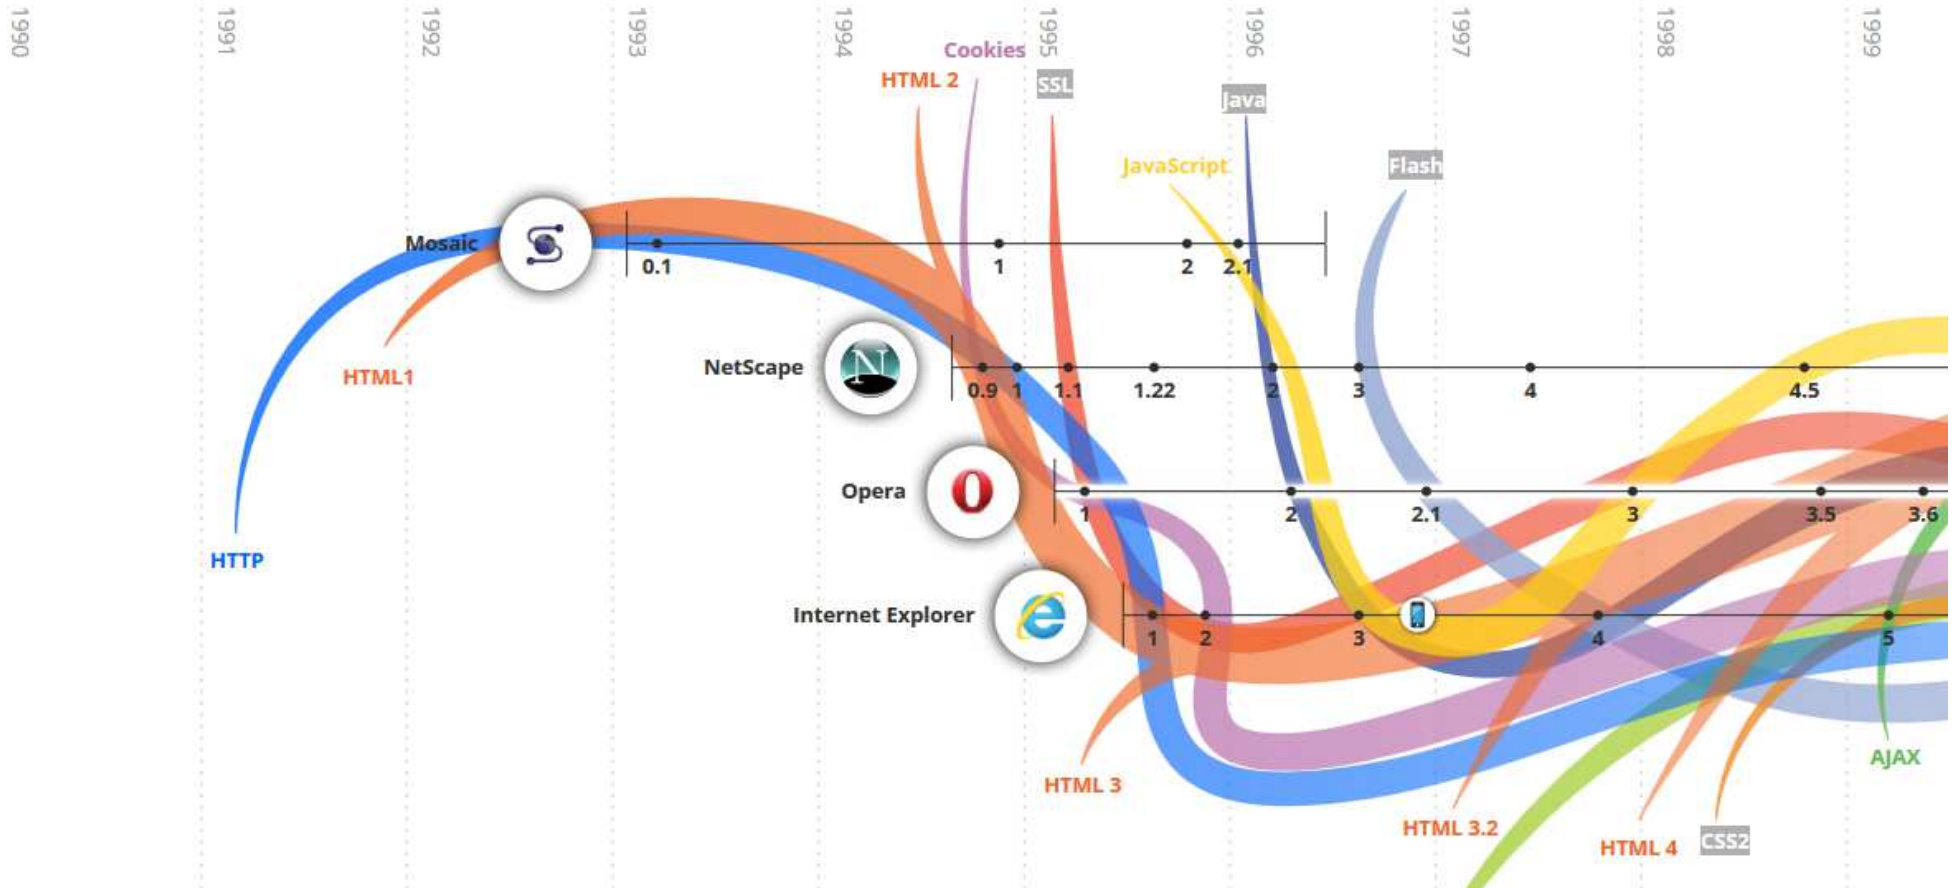 1990
1991
1992
1993
1994
1995
1996
1997
1998
1999
Cookies
HTML 2
SSL
Java
JavaScript
Flash
Mosaic
0.1
1
2
2.1
HTML1
NetScape
N
0.9
1
1.1
1.22
2
3
4
4.5
Opera
1
2
2.1
3
3.5
3.6
HTTP
Internet Explorer
1
2
3
4
5
HTML 3
AJAX
HTML 3.2
HTML 4
CSS2